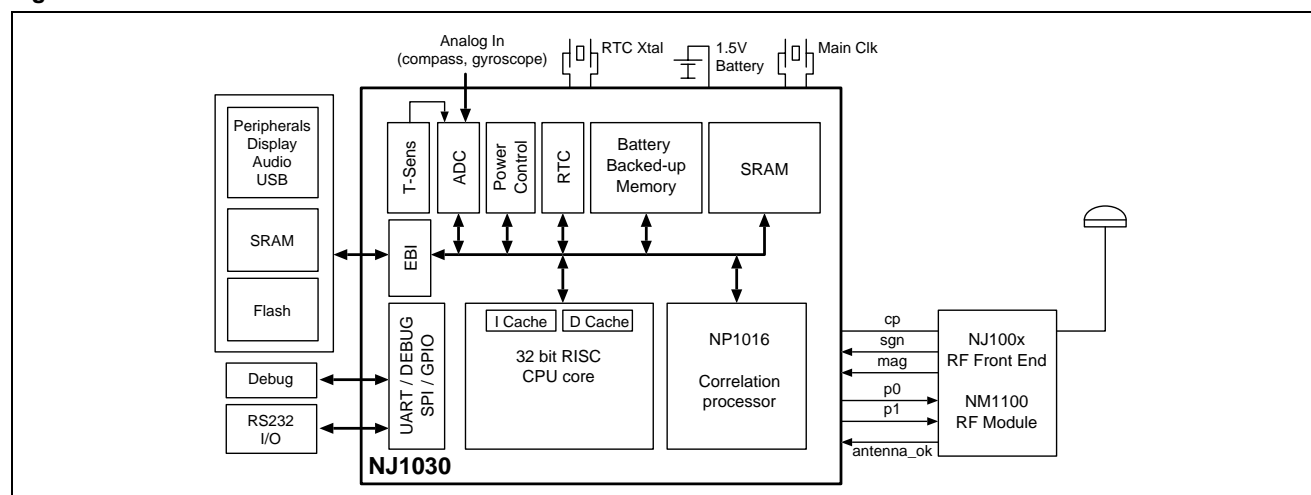 Analog In
(compass, gyroscope)
RTC Xtal
1.5V
Battery
Main Clk
Peripherals
Display
Audio
USB
SRAM
Flash
Debug
RS232
I/O
T-Sens
ADC
Power
Control
RTC
Battery
Backed-up
Memory
SRAM
EBI
UART / DEBUG
SPI / GPIO
I Cache
D Cache
32 bit RISC
CPU core
NP1016
Correlation
processor
NJ1030
cp
sgn
mag
p0
p1
antenna_ok
NJ100x
RF Front End
NM1100
RF Module